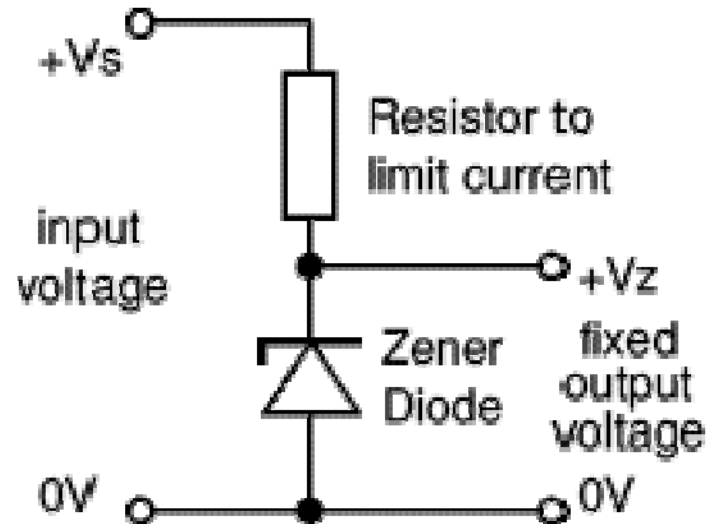 +Vs
Resistor to
limit current
input
voltage
+Vz
Zener
Diode
fixed
output
voltage
0V
0V